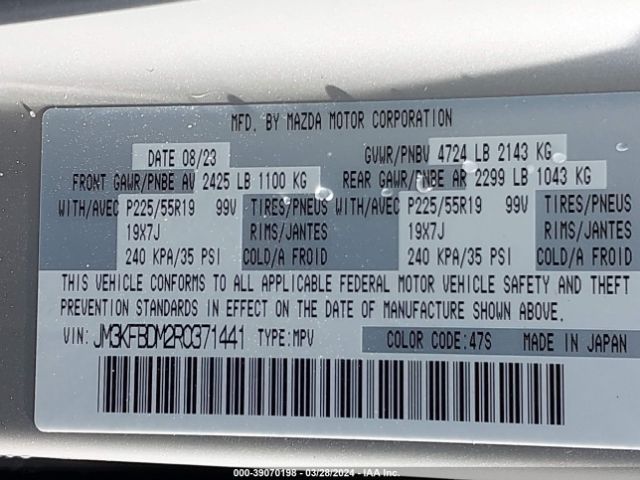 MFD. BY MAZDA MOTOR CORPORATION
DATE 08/23 GVWR/PNBV 4724 LB 2143 KG
FRONT GAWR/PNBE AV 2425 LB 1100 KG REAR GAWR/PNBE AR 2299 LB 1043 KG
WITH/AVEC P225/55R19 99V TIRES/PNEUS WITH/AVEC P225/55R19 99V TIRES/PNEUS
19X7J RIMS/JANTES 19X7J RIMS/JANTES
240 KPA/35 PSI COLD/A FROID 240 KPA/35 PSI COLD/A FROID
THIS VEHICLE CONFORMS TO ALL APPLICABLE FEDERAL MOTOR VEHICLE SAFETY AND THEFT
PREVENTION STANDARDS IN EFFECT ON THE DATE OF MANUFACTURE SHOWN ABOVE.
VIN: JM3KFBDM2R0371441 TYPE:MPV COLOR CODE:47S MADE IN JAPAN
000-39070198 - 03/28/2024 - IAA Inc.